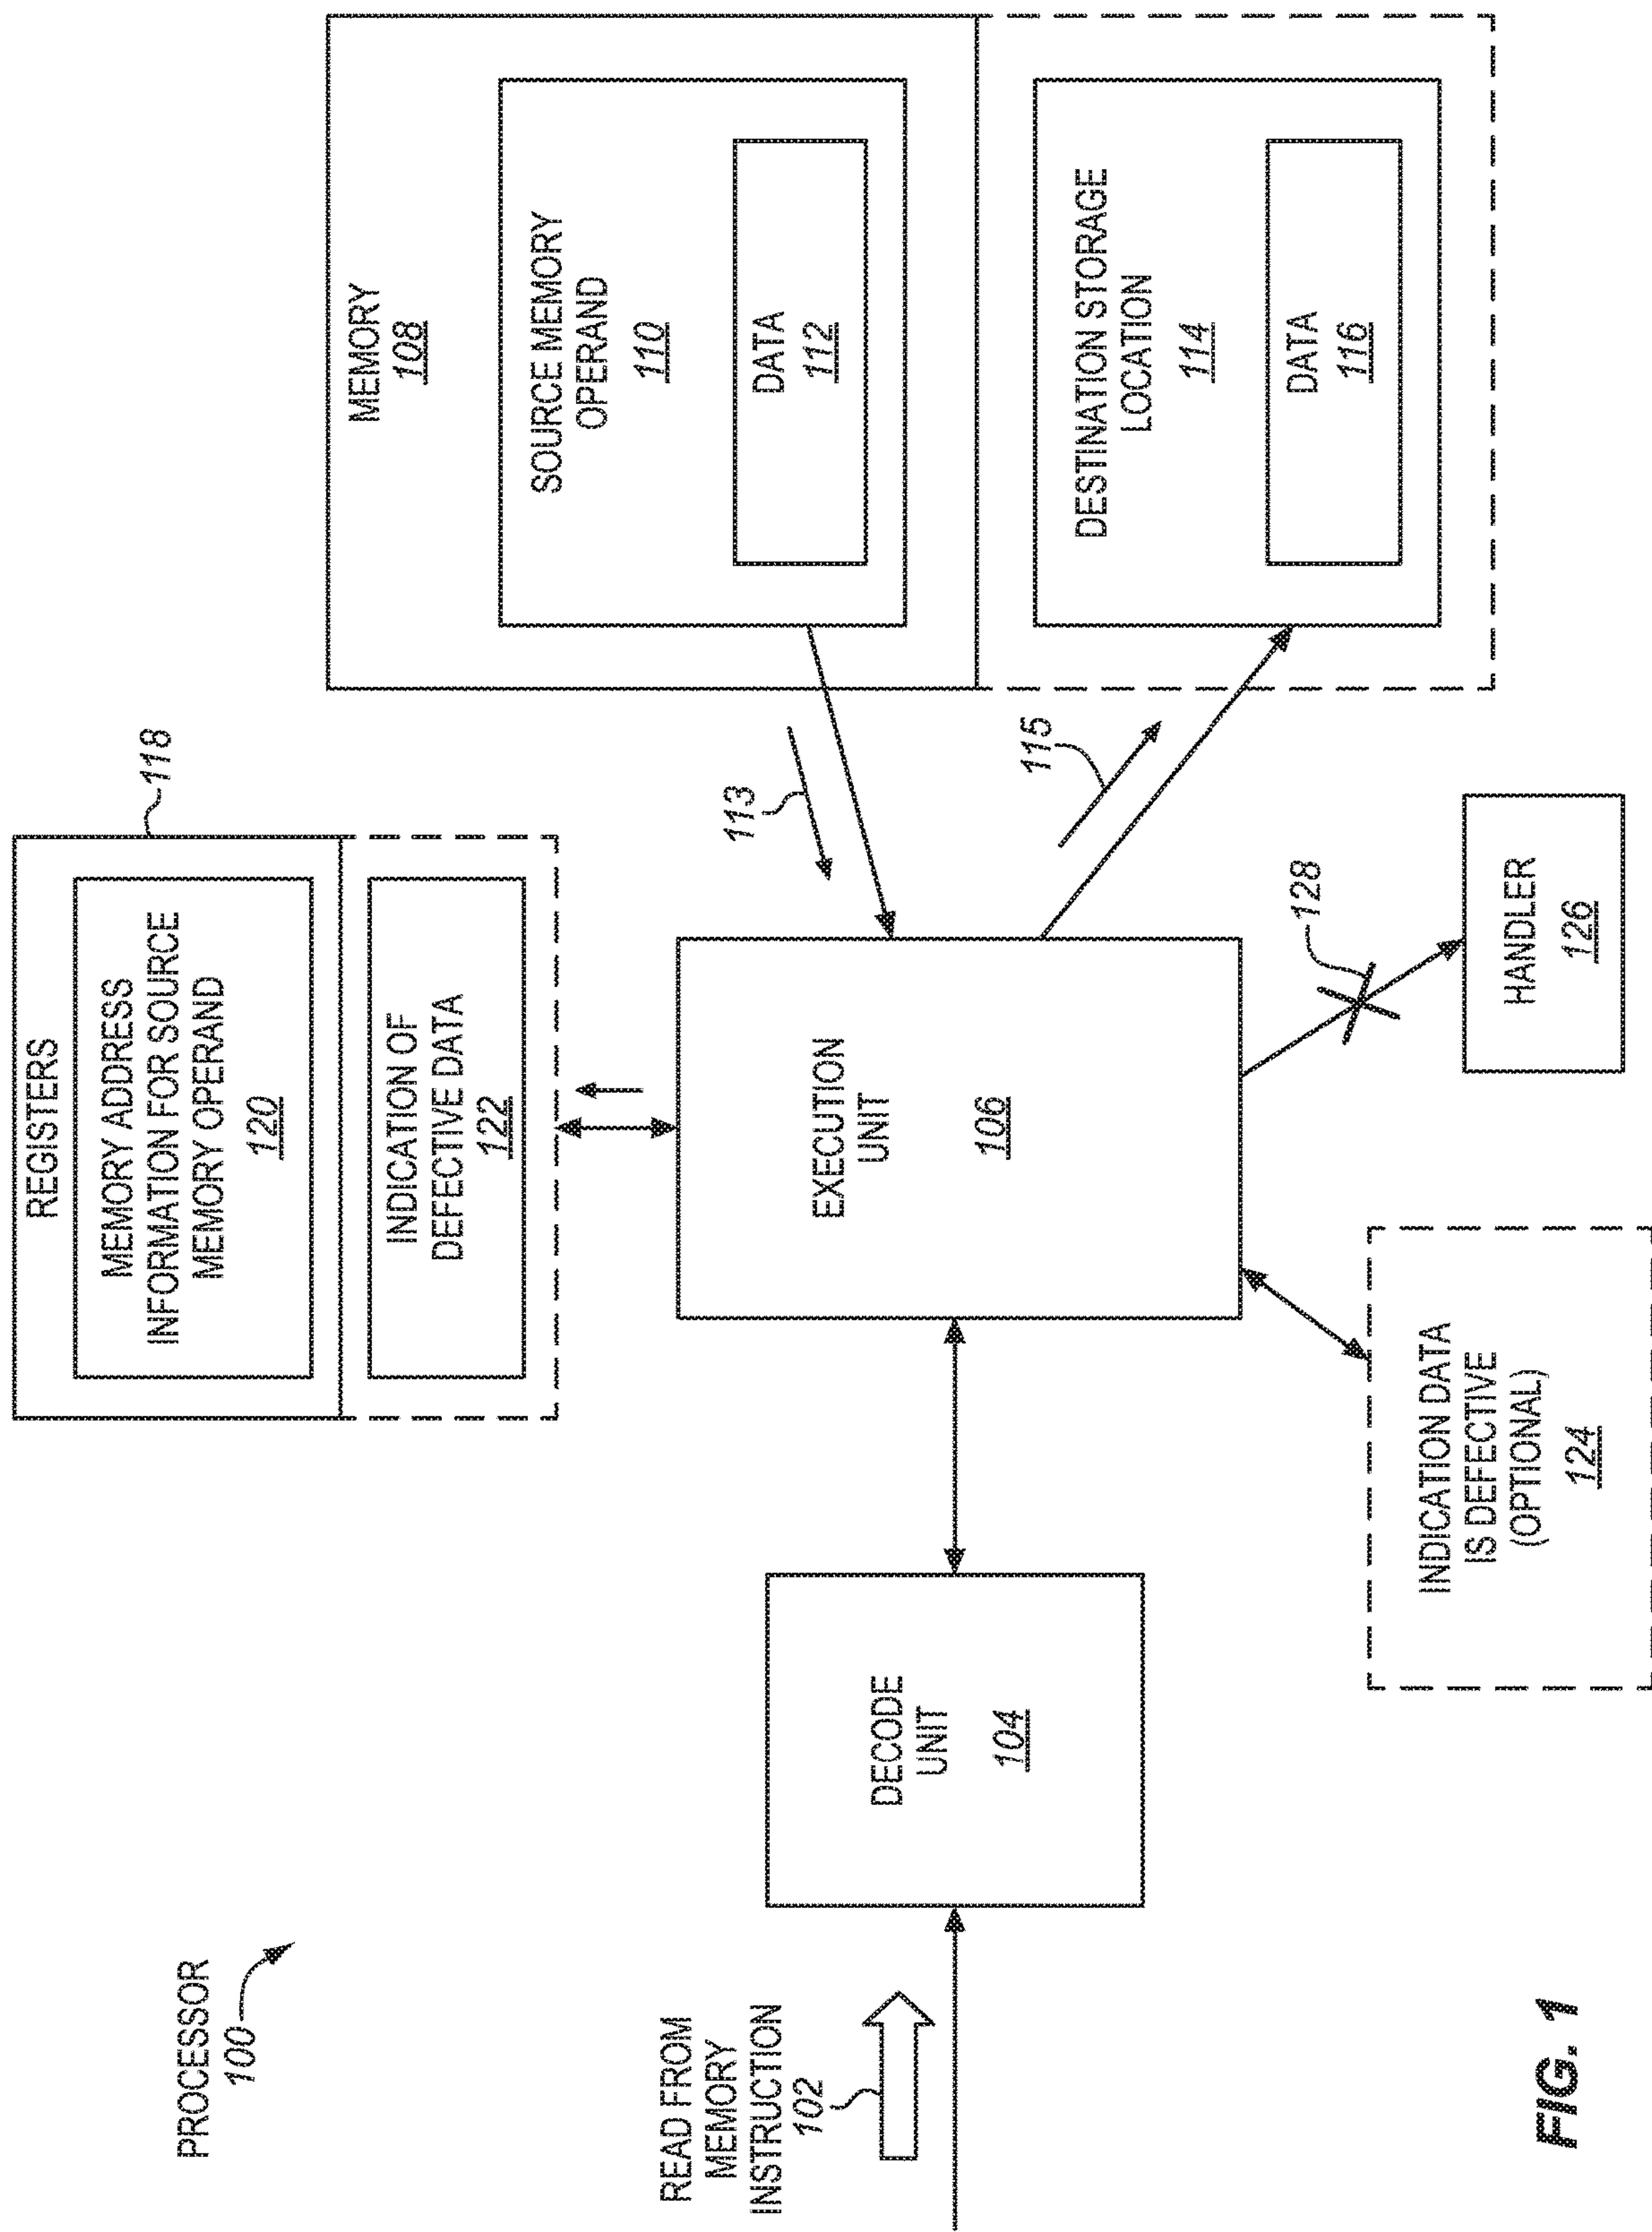 PROCESSOR
100
READ FROM
MEMORY
INSTRUCTION
102
DECODE
UNIT
104
REGISTERS
118
MEMORY ADDRESS
INFORMATION FOR SOURCE
MEMORY OPERAND
120
INDICATION OF
DEFECTIVE DATA
122
EXECUTION
UNIT
106
INDICATION DATA
IS DEFECTIVE
(OPTIONAL)
124
113
115
128
HANDLER
126
MEMORY
108
SOURCE MEMORY
OPERAND
110
DATA
112
DESTINATION STORAGE
LOCATION
114
DATA
116
FIG. 1